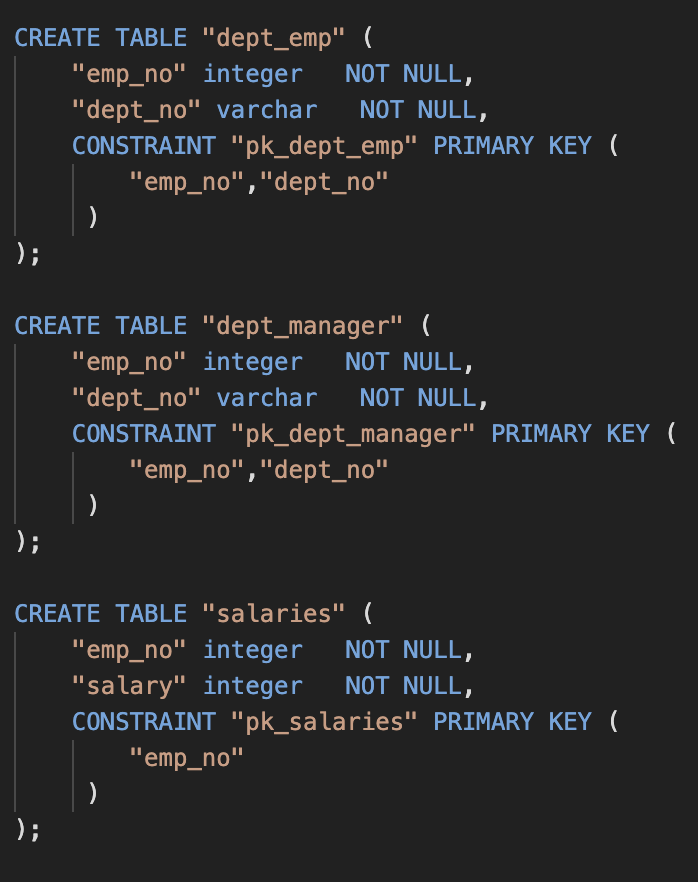 CREATE TABLE "dept_emp" (
    "emp_no" integer   NOT NULL,
    "dept_no" varchar   NOT NULL,
    CONSTRAINT "pk_dept_emp" PRIMARY KEY (
        "emp_no","dept_no"
     )
);

CREATE TABLE "dept_manager" (
    "emp_no" integer   NOT NULL,
    "dept_no" varchar   NOT NULL,
    CONSTRAINT "pk_dept_manager" PRIMARY KEY (
        "emp_no","dept_no"
     )
);

CREATE TABLE "salaries" (
    "emp_no" integer   NOT NULL,
    "salary" integer   NOT NULL,
    CONSTRAINT "pk_salaries" PRIMARY KEY (
        "emp_no"
     )
);